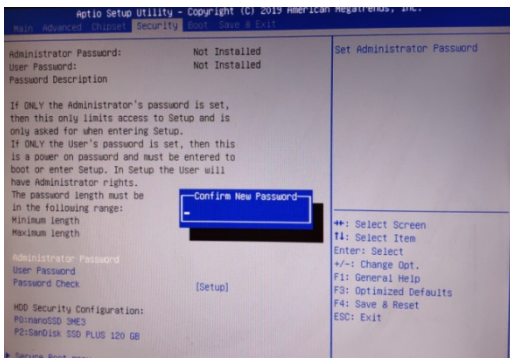 Aptio Setup Utility – Copyright (C) 2019 American Megatrends, Inc.
Main Advanced Chipset Security Boot Save & Exit
Administrator Password: Not Installed
User Password: Not Installed
Password Description
If ONLY the Administrator's password is set,
then this only limits access to Setup and is
only asked for when entering Setup.
If ONLY the User's password is set, then this
is a power on password and must be entered to
boot or enter Setup. In Setup the User will
have Administrator rights.
The password length must be
in the following range:
Minimum length
Maximum length
Administrator Password
User Password
Password Check [Setup]
HDD Security Configuration:
P0:nanoSSD 3ME3
P2:SanDisk SSD PLUS 120 GB
Secure Boot
Confirm New Password
Set Administrator Password
↔: Select Screen
↑↓: Select Item
Enter: Select
+/-: Change Opt.
F1: General Help
F3: Optimized Defaults
F4: Save & Reset
ESC: Exit